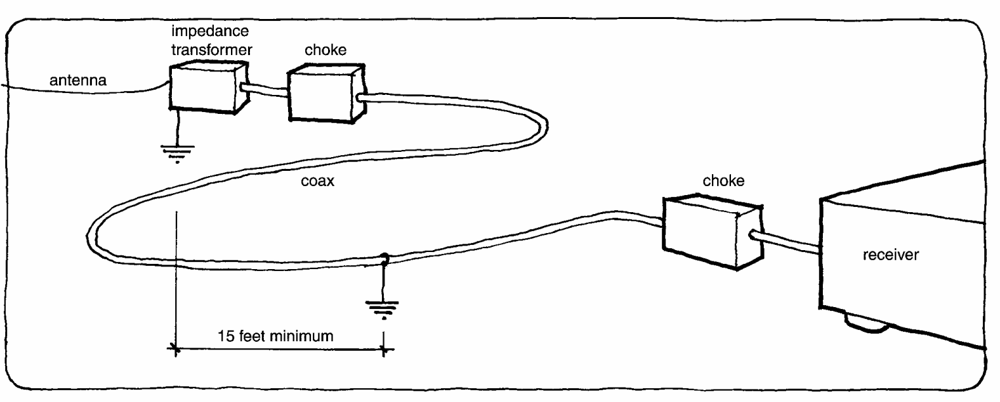 impedance
transformer
choke
antenna
coax
choke
receiver
15 feet minimum